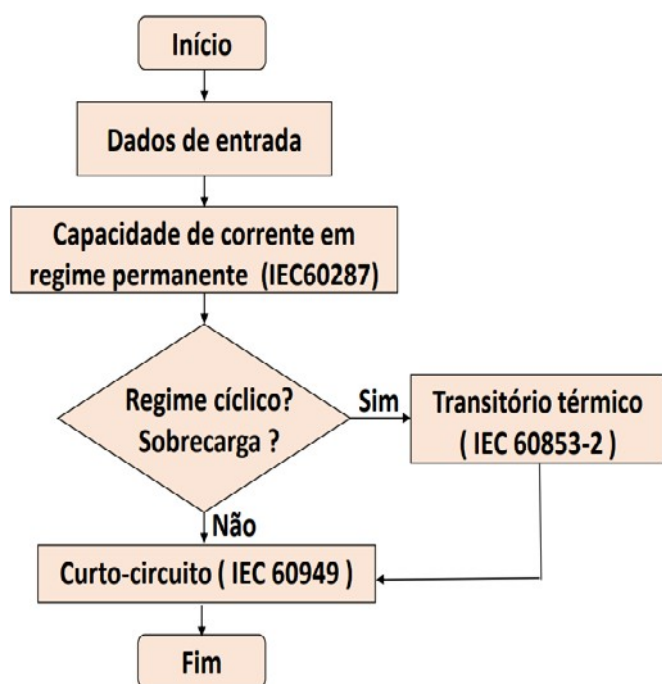 Início
Dados de entrada
Capacidade de corrente em
regime permanente (IEC60287)
Regime cíclico?
Sobrecarga ?
Sim
Transitório térmico
( IEC 60853-2 )
Não
Curto-circuito ( IEC 60949 )
Fim